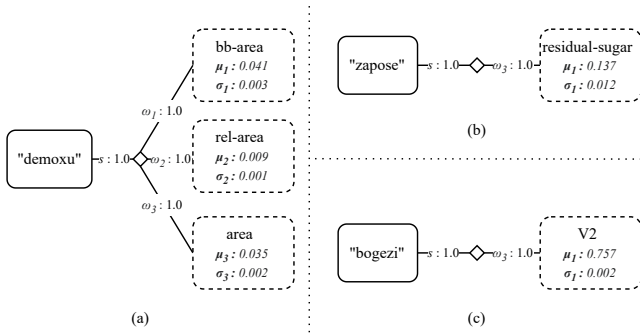 "demoxu"
s : 1.0
ω1 : 1.0
ω2 : 1.0
ω3 : 1.0
bb-area
μ1 : 0.041
σ1 : 0.003
rel-area
μ2 : 0.009
σ2 : 0.001
area
μ3 : 0.035
σ3 : 0.002
(a)
"zapose"
s : 1.0
ω3 : 1.0
residual-sugar
μ1 : 0.137
σ1 : 0.012
(b)
"bogezi"
s : 1.0
ω3 : 1.0
V2
μ1 : 0.757
σ1 : 0.002
(c)